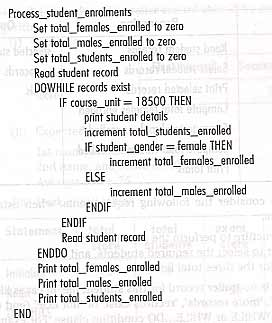 Process_student_enrolments
Set total_females_enrolled to zero
Set total_males_enrolled to zero
Set total_students_enrolled to zero
Read student record
DOWHILE records exist
IF course_unit = 18500 THEN
print student details
increment total_students_enrolled
IF student_gender = female THEN
increment total_females_enrolled
ELSE
increment total_males_enrolled
ENDIF
ENDIF
Read student record
ENDDO
Print total_females_enrolled
Print total_males_enrolled
Print total_students_enrolled
END